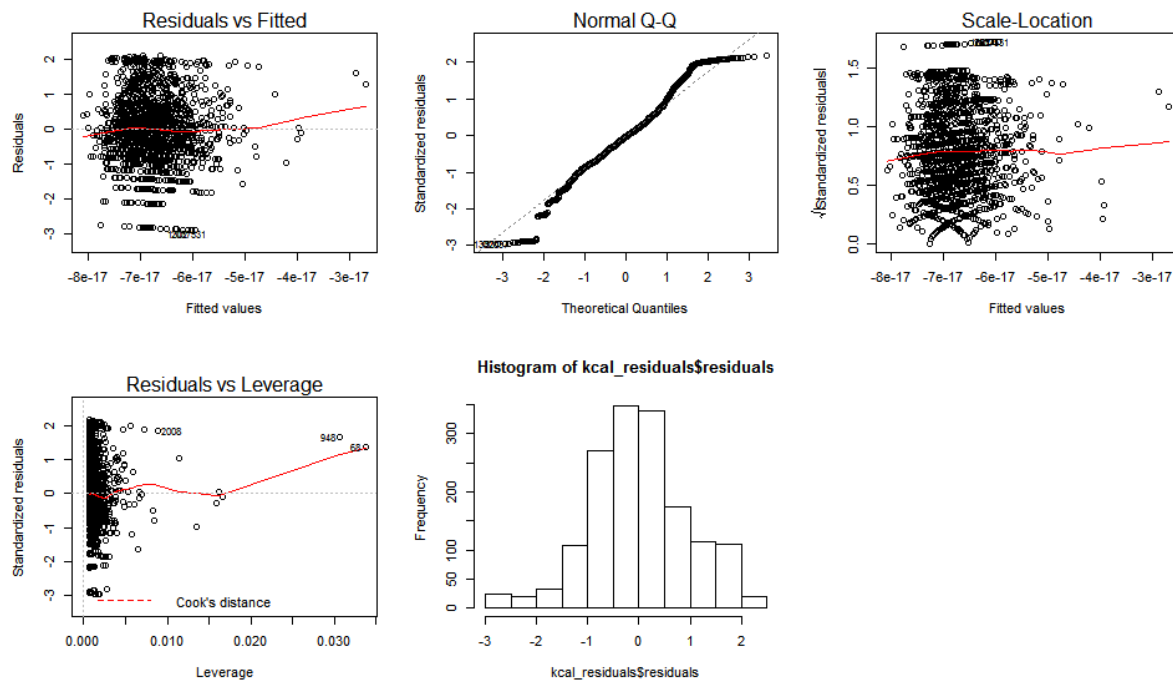 Residuals vs Fitted
Residuals
2
1
0
-1
-2
-3
-8e-17 -7e-17 -6e-17 -5e-17 -4e-17 -3e-17
Fitted values
Normal Q-Q
Standardized residuals
2
1
0
-1
-2
-3
-3 -2 -1 0 1 2 3
Theoretical Quantiles
Scale-Location
√|Standardized residuals|
1.5
1.0
0.5
0.0
-8e-17 -7e-17 -6e-17 -5e-17 -4e-17 -3e-17
Fitted values
Residuals vs Leverage
Standardized residuals
2
1
0
-1
-2
-3
2008
948
68
Cook's distance
0.000 0.010 0.020 0.030
Leverage
Histogram of kcal_residuals$residuals
Frequency
300
200
100
50
0
-3 -2 -1 0 1 2
kcal_residuals$residuals